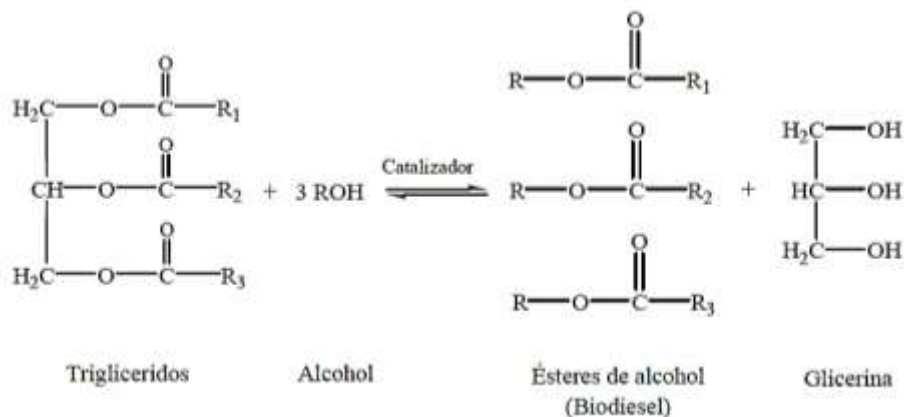 O
O
R—O—C—R₁
H₂C—O—C—R₁
O
H₂C—OH
O
Catalizador
CH—O—C—R₂ + 3 ROH
R—O—C—R₂ +
HC—OH
O
O
H₂C—OH
H₂C—O—C—R₃
R—O—C—R₃
Trigliceridos
Alcohol
Ésteres de alcohol
(Biodiesel)
Glicerina